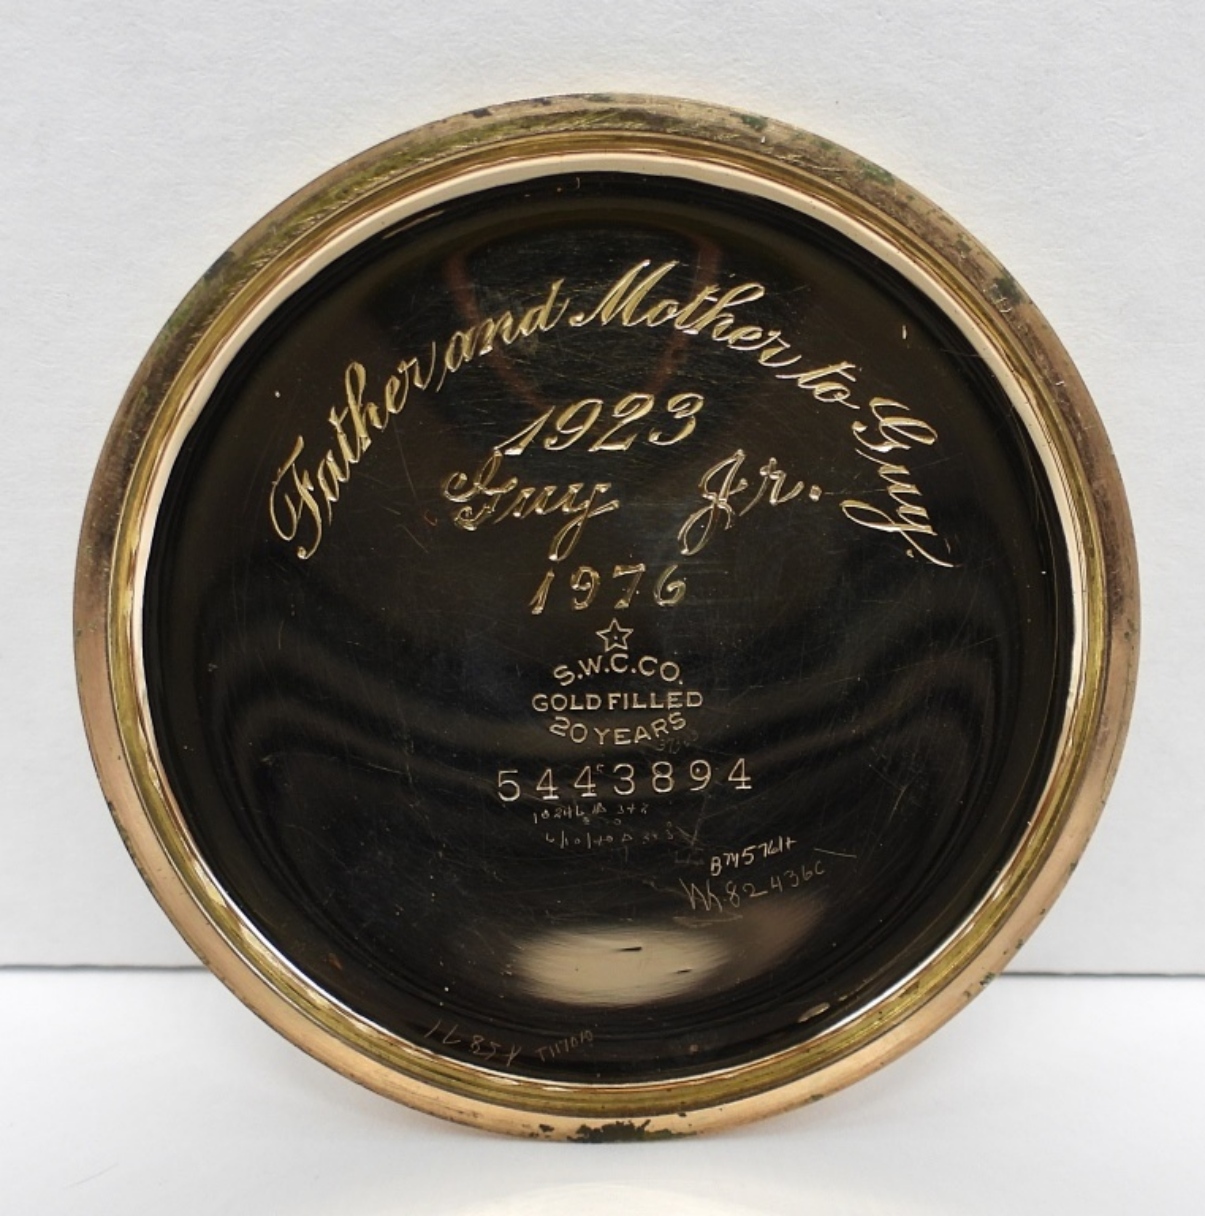 Father and Mother to Guy.
1923
Guy Jr.
1976
S.W.C.CO.
GOLD FILLED
20 YEARS
5443894